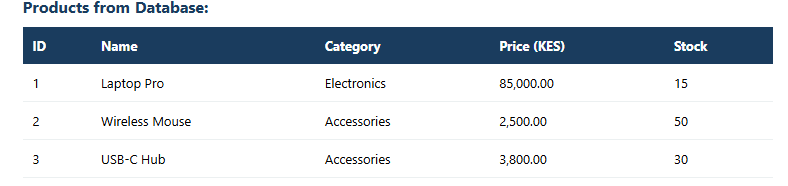 Products from Database:
ID Name Category Price (KES) Stock
1 Laptop Pro Electronics 85,000.00 15
2 Wireless Mouse Accessories 2,500.00 50
3 USB-C Hub Accessories 3,800.00 30